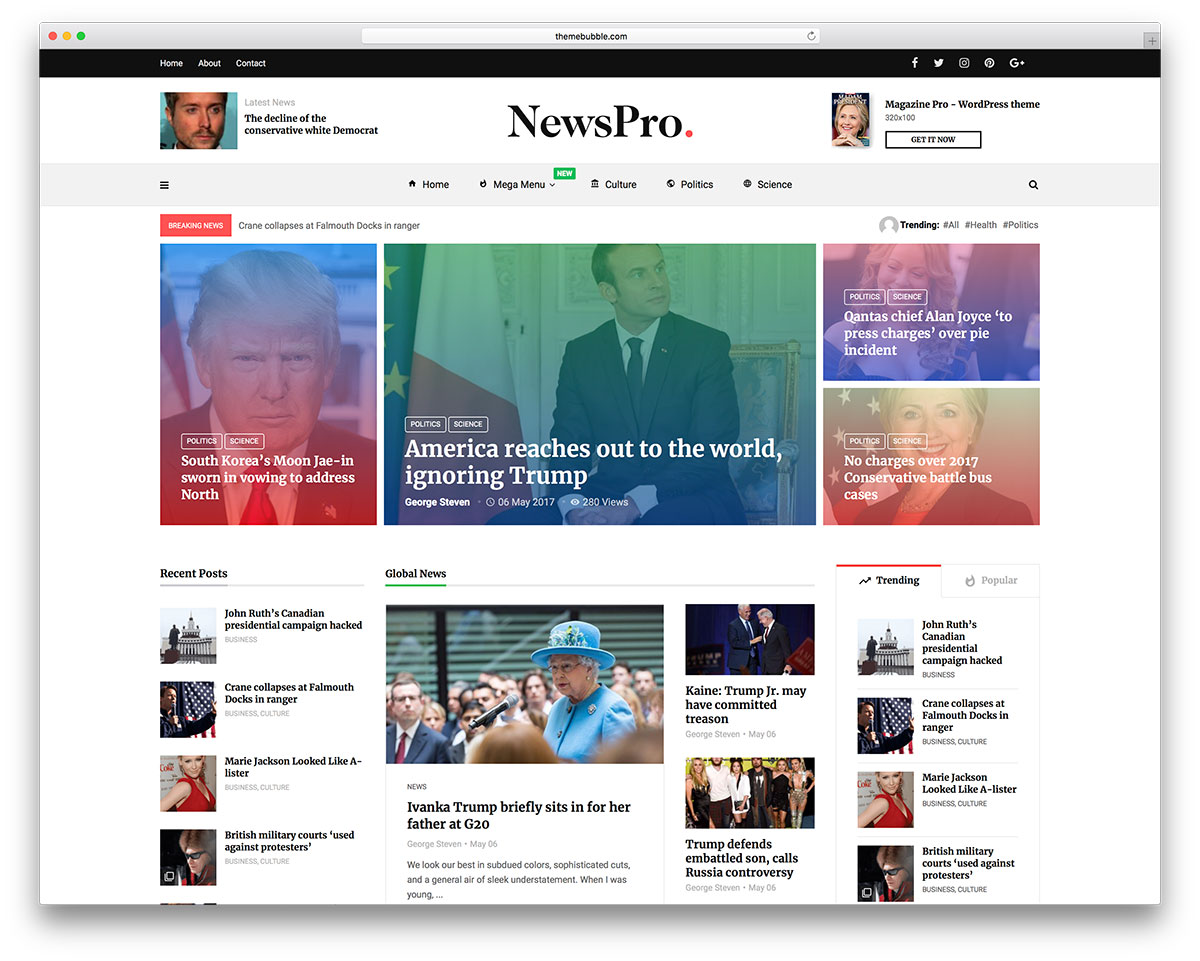 themebubble.com
Home About Contact
Latest News
The decline of the
conservative white Democrat
NewsPro.
MADAM
PRESIDENT
Magazine Pro - WordPress theme
320x100
GET IT NOW
Home Mega Menu NEW Culture Politics Science
BREAKING NEWS Crane collapses at Falmouth Docks in ranger
Trending: #All #Health #Politics
POLITICS SCIENCE
South Korea's Moon Jae-in
sworn in vowing to address
North
POLITICS SCIENCE
America reaches out to the world,
ignoring Trump
George Steven • 06 May 2017 • 280 Views
POLITICS SCIENCE
Qantas chief Alan Joyce ‘to
press charges’ over pie
incident
POLITICS SCIENCE
No charges over 2017
Conservative battle bus
cases
Recent Posts
John Ruth’s Canadian
presidential campaign hacked
BUSINESS
Crane collapses at Falmouth
Docks in ranger
BUSINESS, CULTURE
Marie Jackson Looked Like A-
lister
BUSINESS, CULTURE
British military courts ‘used
against protesters’
BUSINESS, CULTURE
Global News
NEWS
Ivanka Trump briefly sits in for her
father at G20
George Steven • May 06
We look our best in subdued colors, sophisticated cuts,
and a general air of sleek understatement. When I was
young, ...
Kaine: Trump Jr. may
have committed
treason
George Steven • May 06
Trump defends
embattled son, calls
Russia controversy
George Steven • May 06
Trending Popular
John Ruth’s
Canadian
presidential
campaign hacked
BUSINESS
Crane collapses at
Falmouth Docks in
ranger
BUSINESS, CULTURE
Marie Jackson
Looked Like A-lister
BUSINESS, CULTURE
British military
courts ‘used against
protesters’
BUSINESS, CULTURE